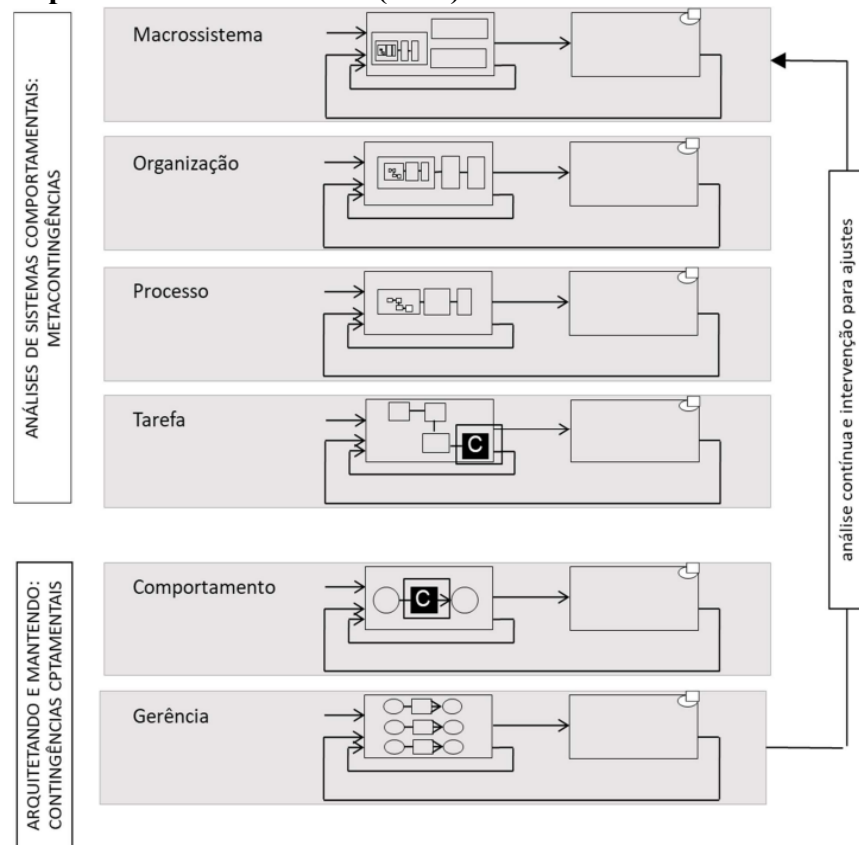 Macrossistema
Organização
Processo
Tarefa
C
Comportamento
C
Gerência
ANÁLISES DE SISTEMAS COMPORTAMENTAIS:
METACONTINGÊNCIAS
ARQUITETANDO E MANTENDO:
CONTINGÊNCIAS CPTAMENTAIS
análise contínua e intervenção para ajustes